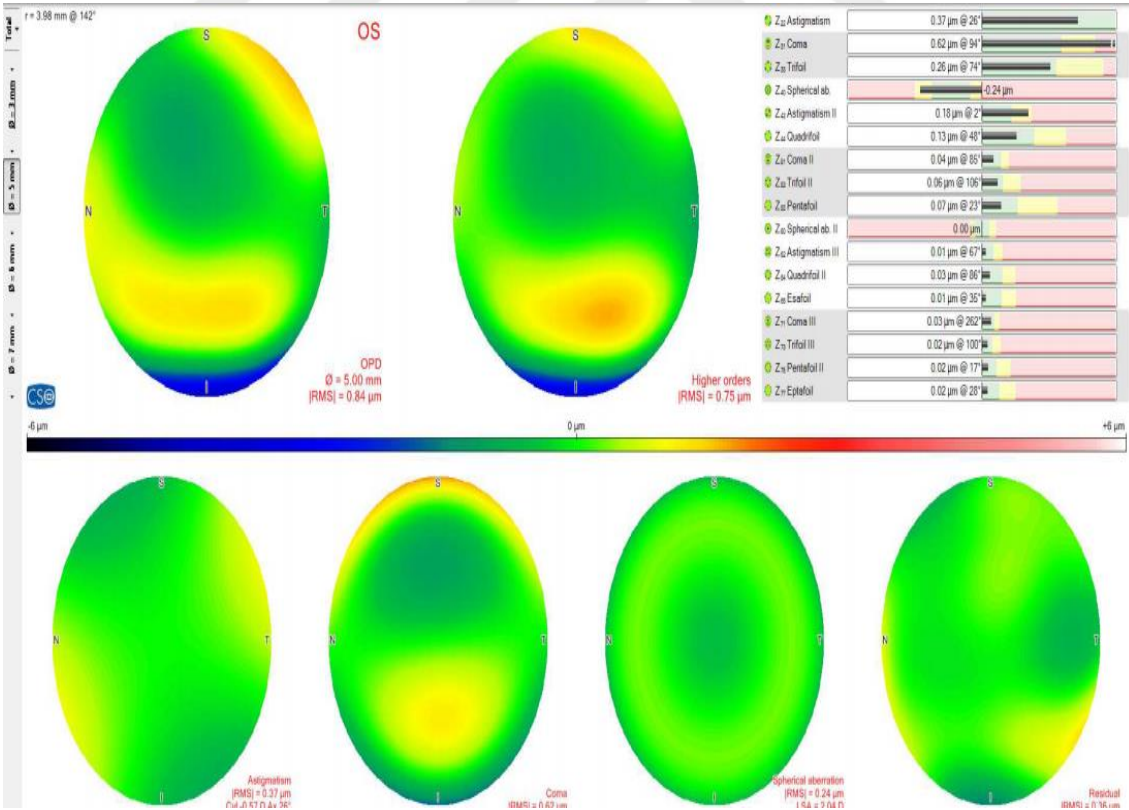 r = 3.98 mm @ 142°
OS
Total
Ø = 3 mm
Ø = 5 mm
Ø = 6 mm
Ø = 7 mm
S
N
T
I
OPD
Ø = 5.00 mm
|RMS| = 0.84 µm
S
N
T
I
Higher orders
|RMS| = 0.75 µm
CSO
Astigmatism 0.37 µm @ 26°
Coma 0.62 µm @ 94°
Trifoil 0.26 µm @ 74°
Spherical ab. -0.24 µm
Astigmatism II 0.18 µm @ 2°
Quadrifoil 0.13 µm @ 48°
Coma II 0.04 µm @ 85°
Trifoil II 0.06 µm @ 106°
Pentafoil 0.07 µm @ 23°
Spherical ab. II 0.00 µm
Astigmatism III 0.01 µm @ 67°
Quadrifoil II 0.03 µm @ 86°
Esafoil 0.01 µm @ 35°
Coma III 0.03 µm @ 262°
Trifoil III 0.02 µm @ 100°
Pentafoil II 0.02 µm @ 17°
Eptafoil 0.02 µm @ 28°
-6 µm
0 µm
+6 µm
S
N
T
I
Astigmatism
|RMS| = 0.37 µm
Cyl -0.57 D Ax 26°
S
N
T
I
Coma
|RMS| = 0.62 µm
S
N
T
I
Spherical aberration
|RMS| = 0.24 µm
LSA = 2.04 D
S
N
T
I
Residual
|RMS| = 0.36 µm